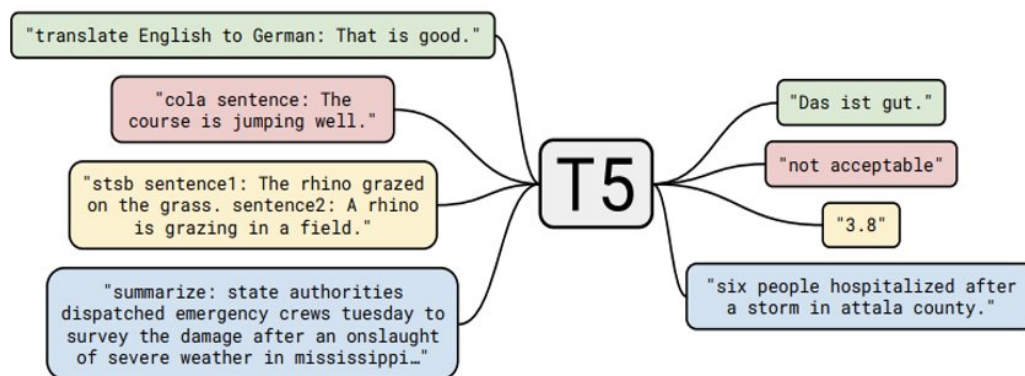 "translate English to German: That is good."
"cola sentence: The
course is jumping well."
"stsb sentence1: The rhino grazed
on the grass. sentence2: A rhino
is grazing in a field."
"summarize: state authorities
dispatched emergency crews tuesday to
survey the damage after an onslaught
of severe weather in mississippi…"
T5
"Das ist gut."
"not acceptable"
"3.8"
"six people hospitalized after
a storm in attala county."